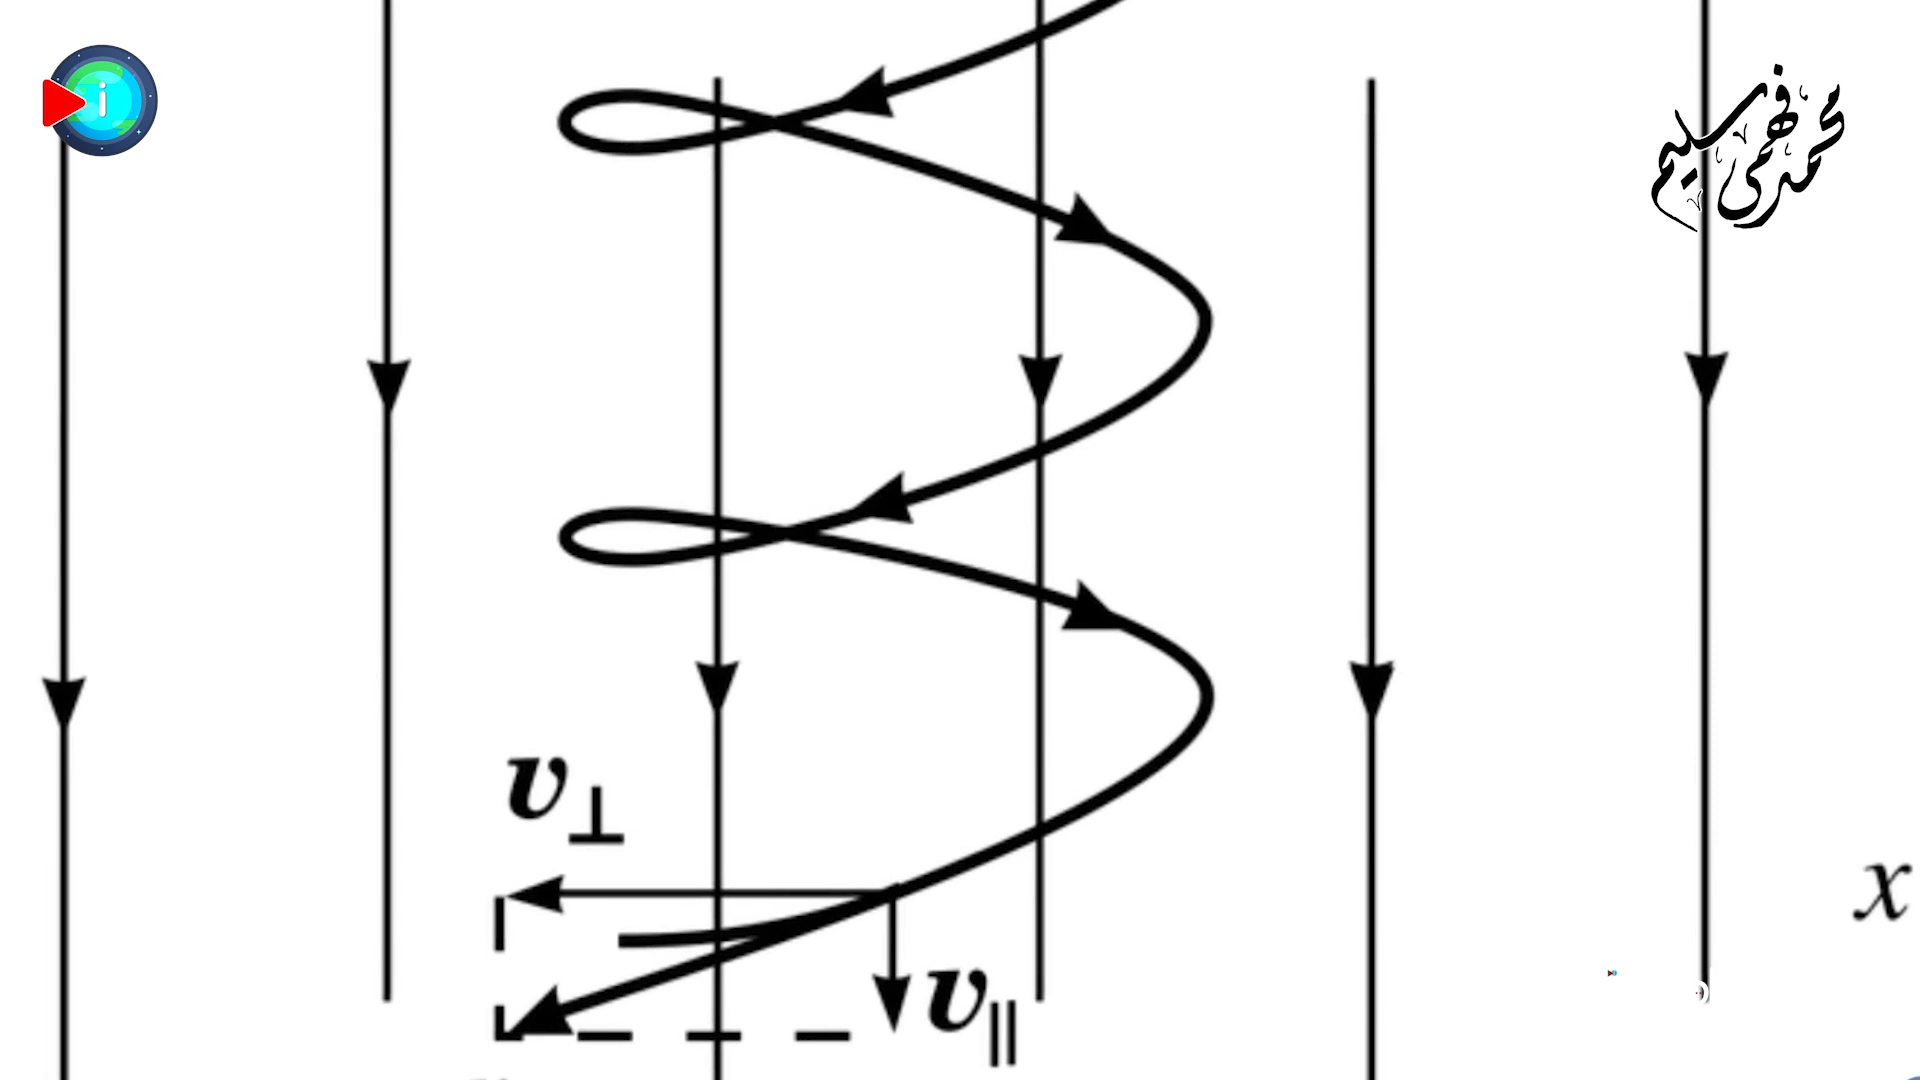 i
محمد فهمي سليم
v⊥
x
v||